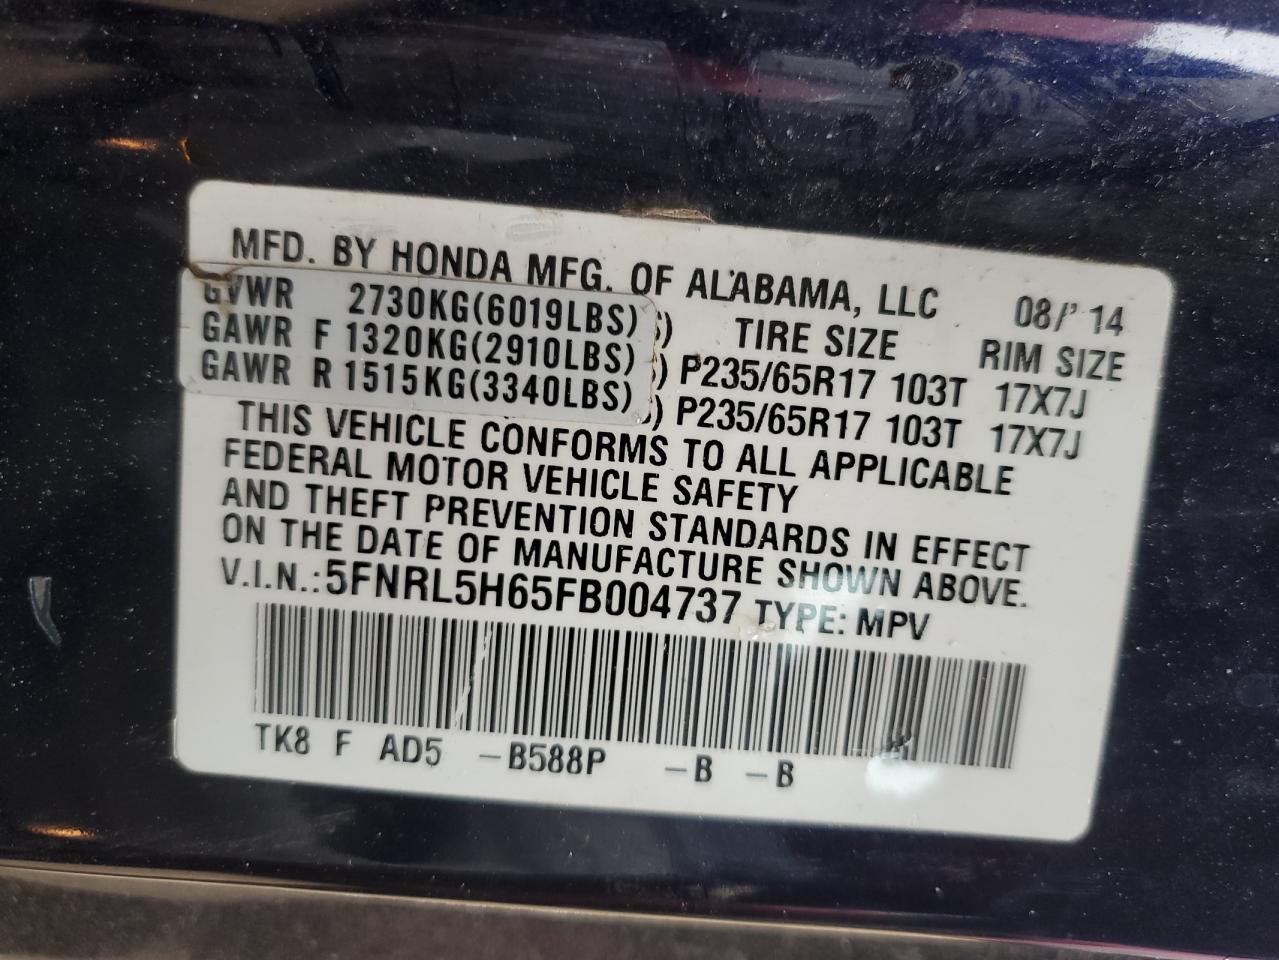 MFD. BY HONDA MFG. OF ALABAMA, LLC 08/'14
GVWR 2730KG(6019LBS) TIRE SIZE RIM SIZE
GAWR F 1320KG(2910LBS) P235/65R17 103T 17X7J
GAWR R 1515KG(3340LBS) P235/65R17 103T 17X7J
THIS VEHICLE CONFORMS TO ALL APPLICABLE
FEDERAL MOTOR VEHICLE SAFETY
AND THEFT PREVENTION STANDARDS IN EFFECT
ON THE DATE OF MANUFACTURE SHOWN ABOVE.
V.I.N.:5FNRL5H65FB004737 TYPE: MPV
TK8 F AD5 -B588P -B -B